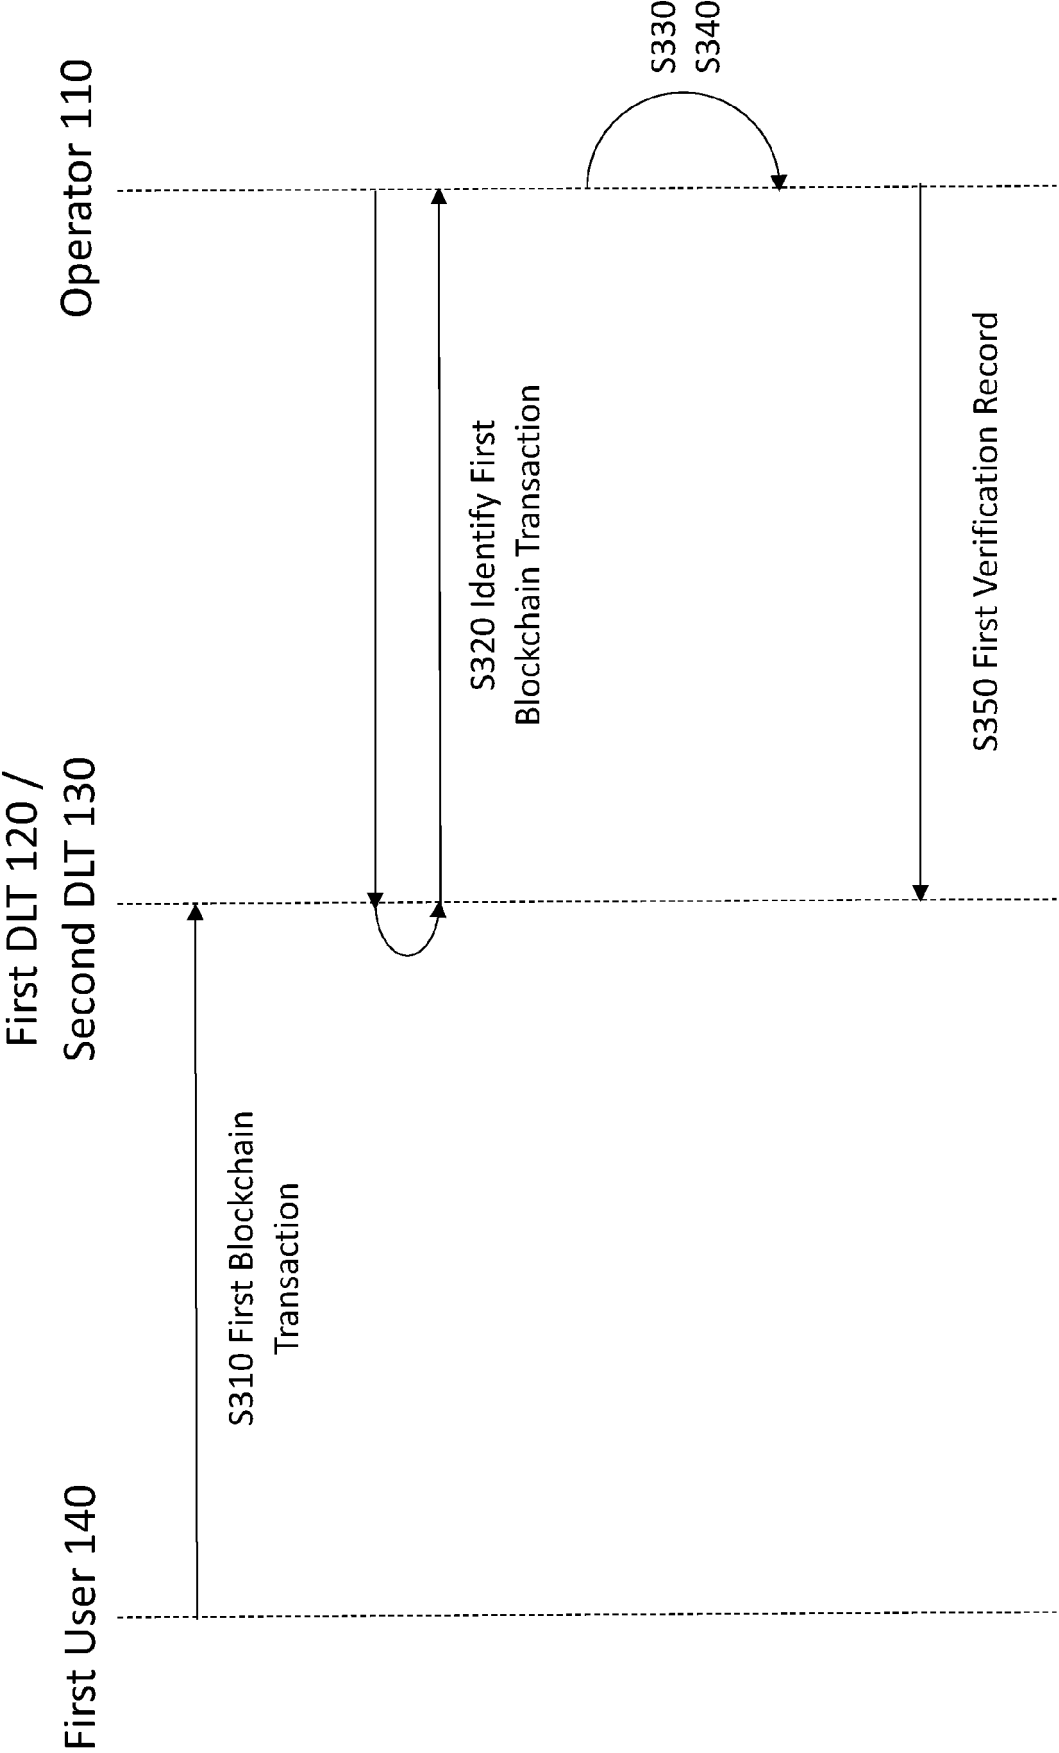 First User 140
First DLT 120 /
Second DLT 130
Operator 110
S310 First Blockchain
Transaction
S320 Identify First
Blockchain Transaction
S330
S340
S350 First Verification Record